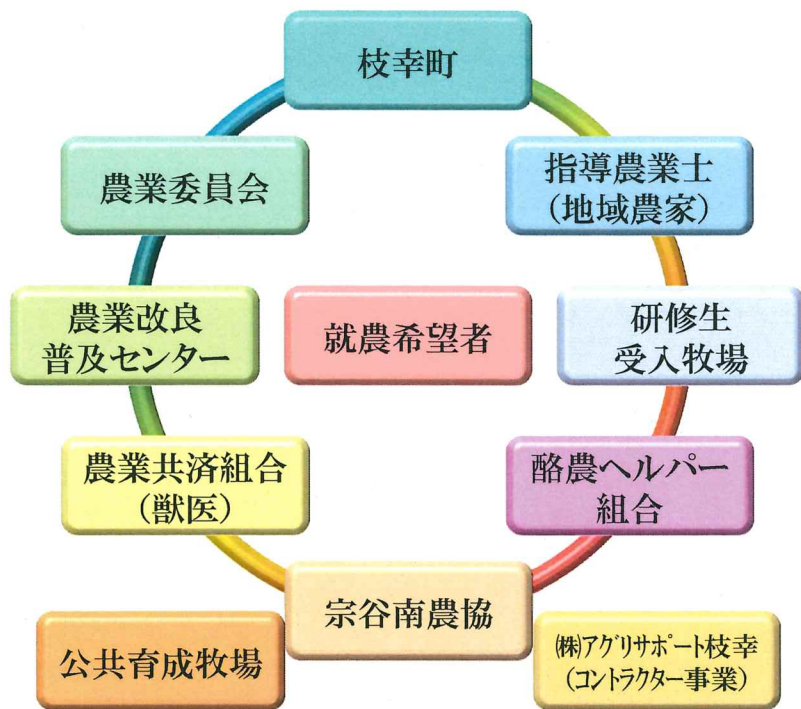 枝幸町
農業委員会
指導農業士
(地域農家)
農業改良
普及センター
就農希望者
研修生
受入牧場
農業共済組合
(獣医)
酪農ヘルパー
組合
宗谷南農協
公共育成牧場
㈱アグリサポート枝幸
(コントラクター事業)